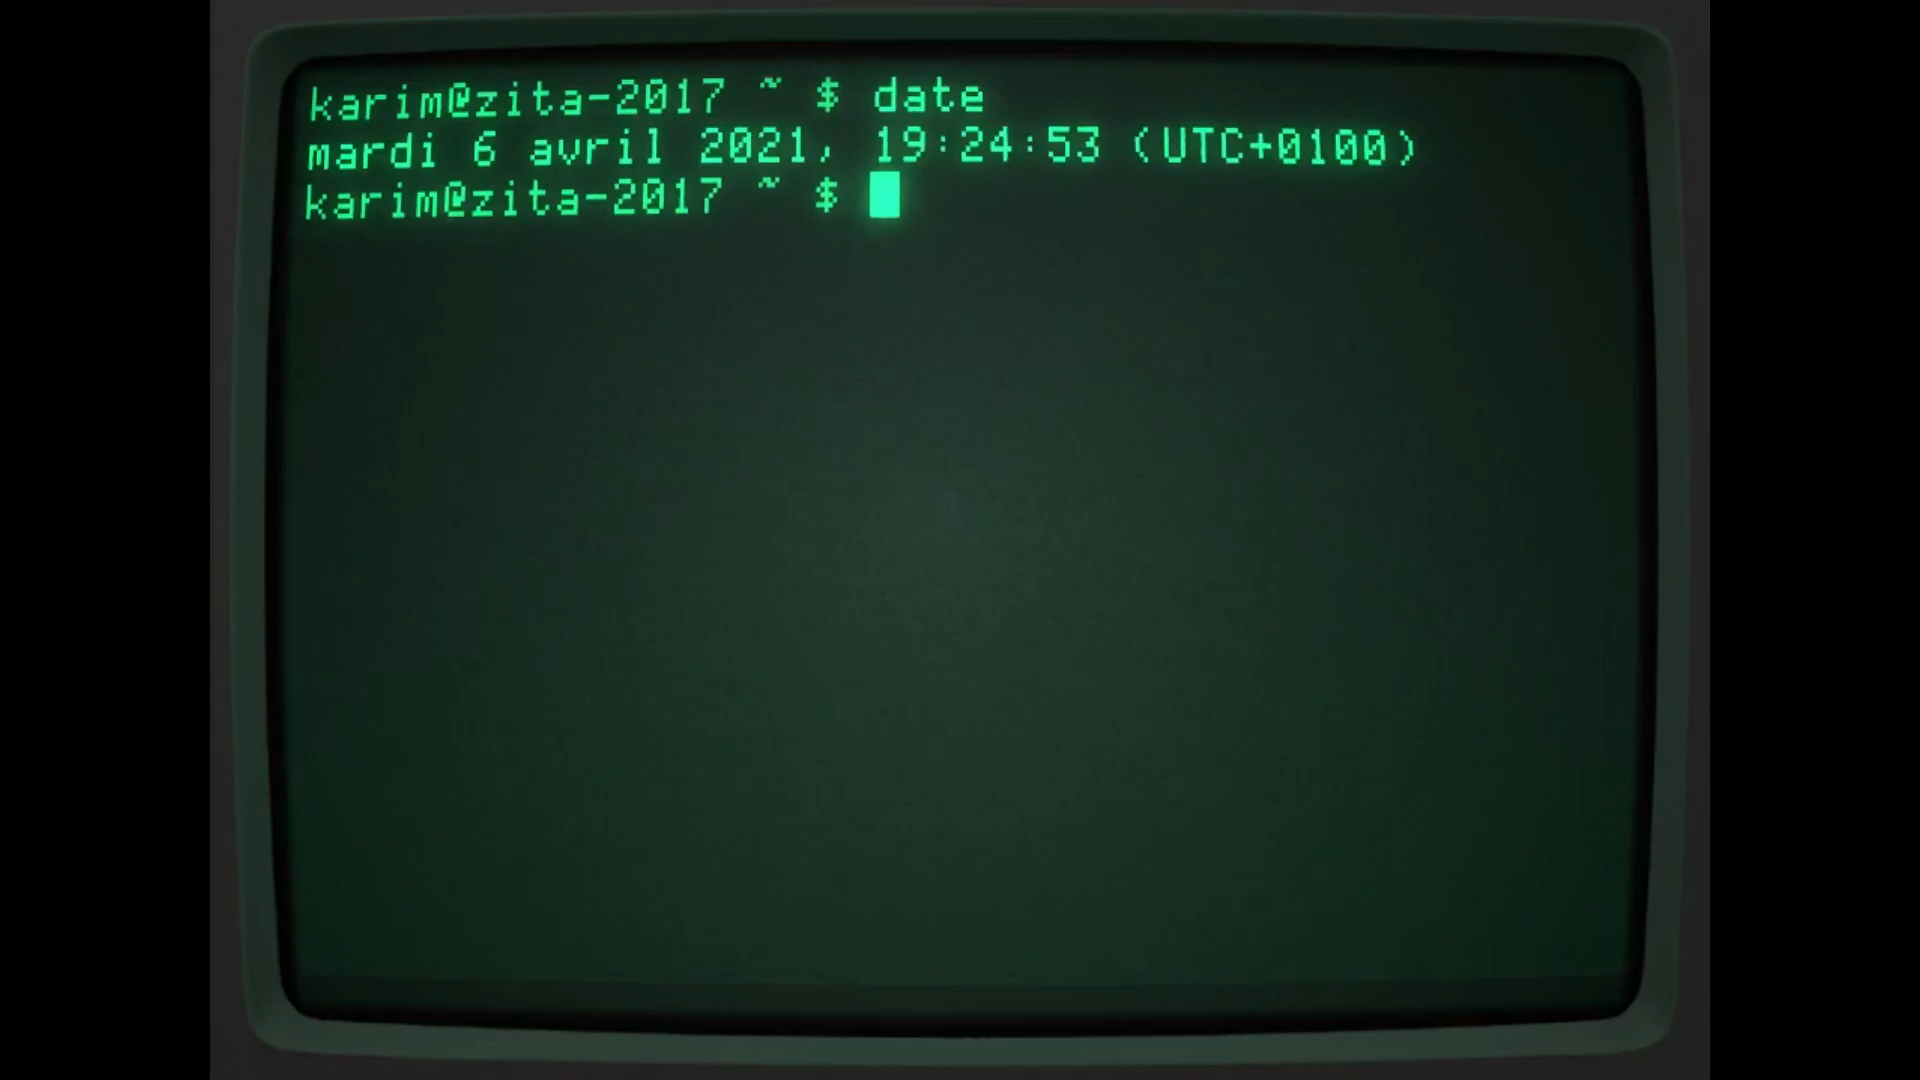 karim@zita-2017 ~ $ date
mardi 6 avril 2021, 19:24:53 (UTC+0100)
karim@zita-2017 ~ $